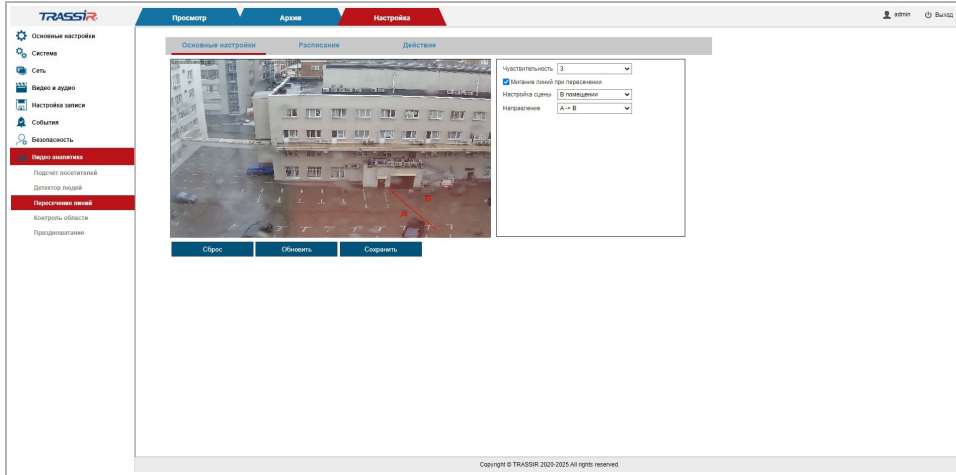 TRASSIR
Просмотр
Архив
Настройка
admin
Выход
Основные настройки
Система
Сеть
Видео и аудио
Настройка записи
События
Безопасность
Видео аналитика
Подсчёт посетителей
Детектор людей
Пересечение линий
Контроль области
Праздношатание
Основные настройки
Расписание
Действие
B
A
Сброс
Обновить
Сохранить
Чувствительность 3
Мигание линий при пересечении
Настройка сцены В помещении
Направление A -> B
Copyright © TRASSIR 2020-2025 All rights reserved.